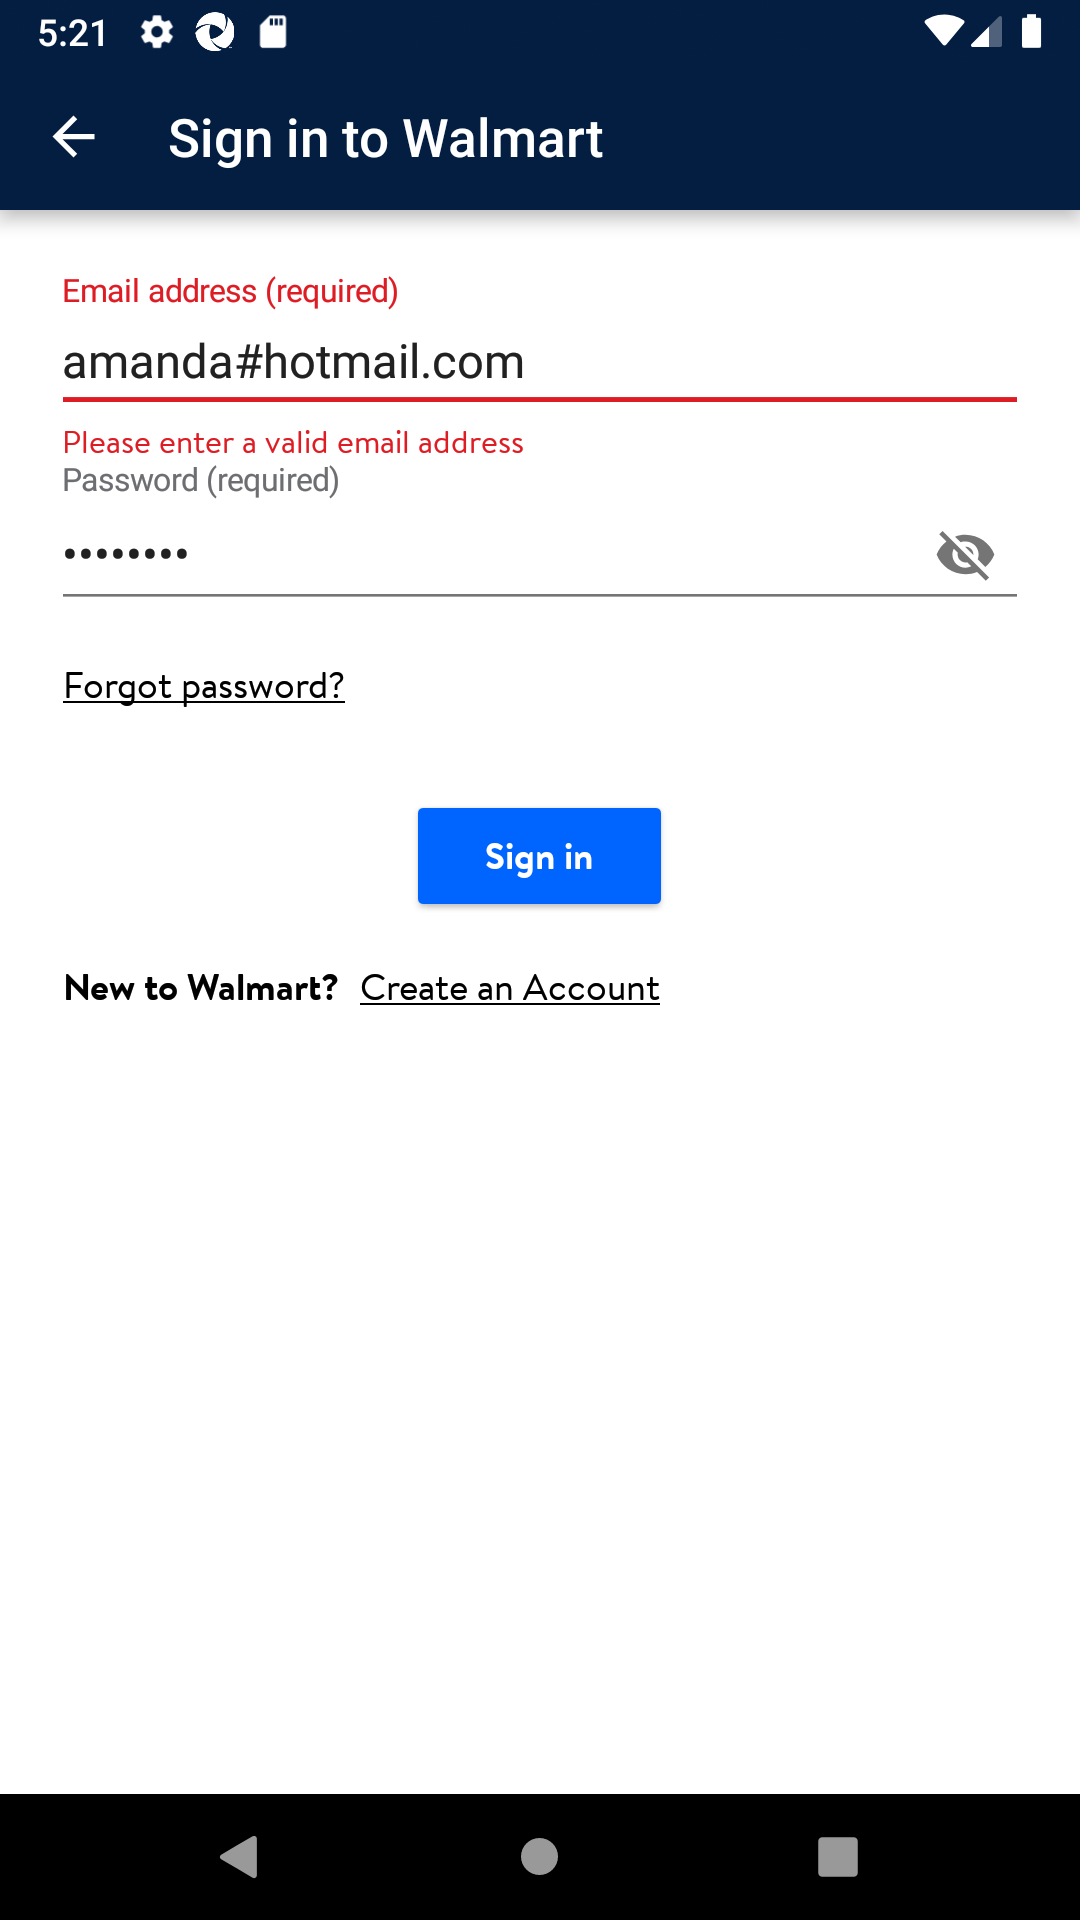 5:21
Sign in to Walmart
Email address (required)
amanda#hotmail.com
Please enter a valid email address
Password (required)
••••••••
Forgot password?
Sign in
New to Walmart? Create an Account